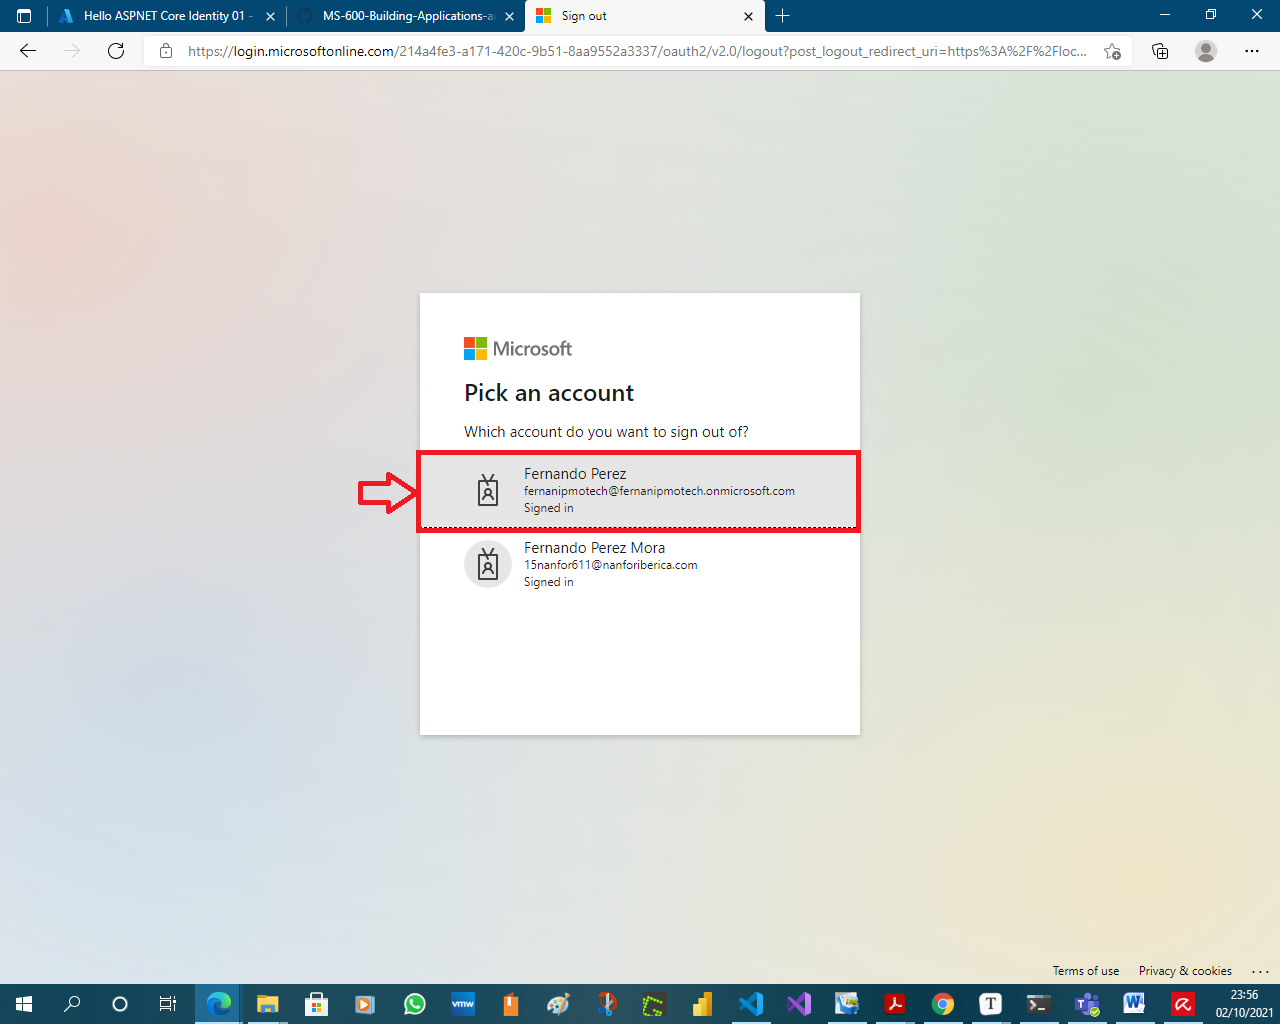 Hello ASPNET Core Identity 01 -
MS-600-Building-Applications-a
Sign out
https://login.microsoftonline.com/214a4fe3-a171-420c-9b51-8aa9552a3337/oauth2/v2.0/logout?post_logout_redirect_uri=https%3A%2F%2Floc...
Microsoft
Pick an account
Which account do you want to sign out of?
Fernando Perez
fernanipmotech@fernanipmotech.onmicrosoft.com
Signed in
Fernando Perez Mora
15nanfor611@nanforiberica.com
Signed in
Terms of use
Privacy & cookies
...
vmw
T
W
23:56
02/10/2021